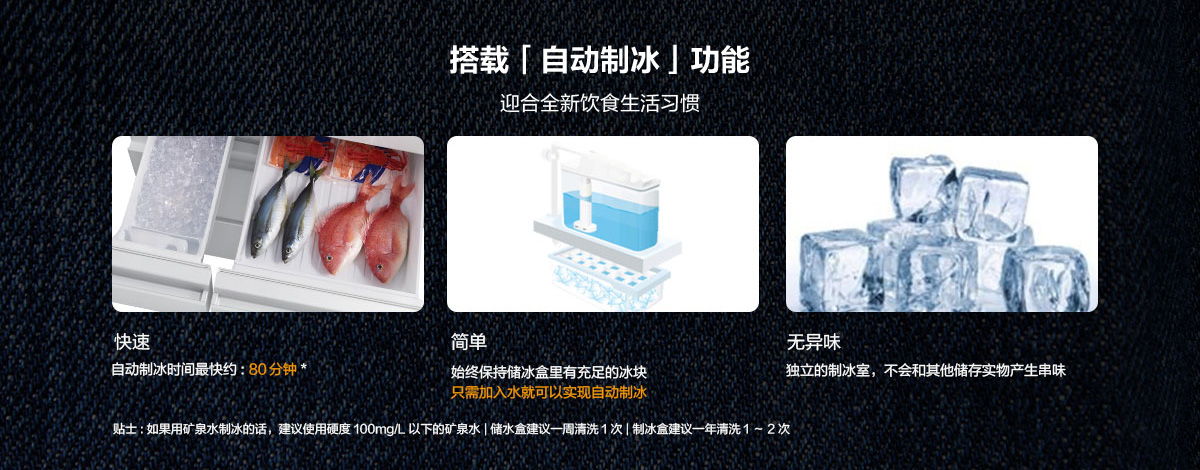 搭载「自动制冰」功能
迎合全新饮食生活习惯
快速
自动制冰时间最快约：80分钟*
简单
始终保持储冰盒里有充足的冰块
只需加入水就可以实现自动制冰
无异味
独立的制冰室，不会和其他储存实物产生串味
贴士：如果用矿泉水制冰的话，建议使用硬度100mg/L 以下的矿泉水 | 储水盒建议一周清洗1次 | 制冰盒建议一年清洗1 ~ 2次